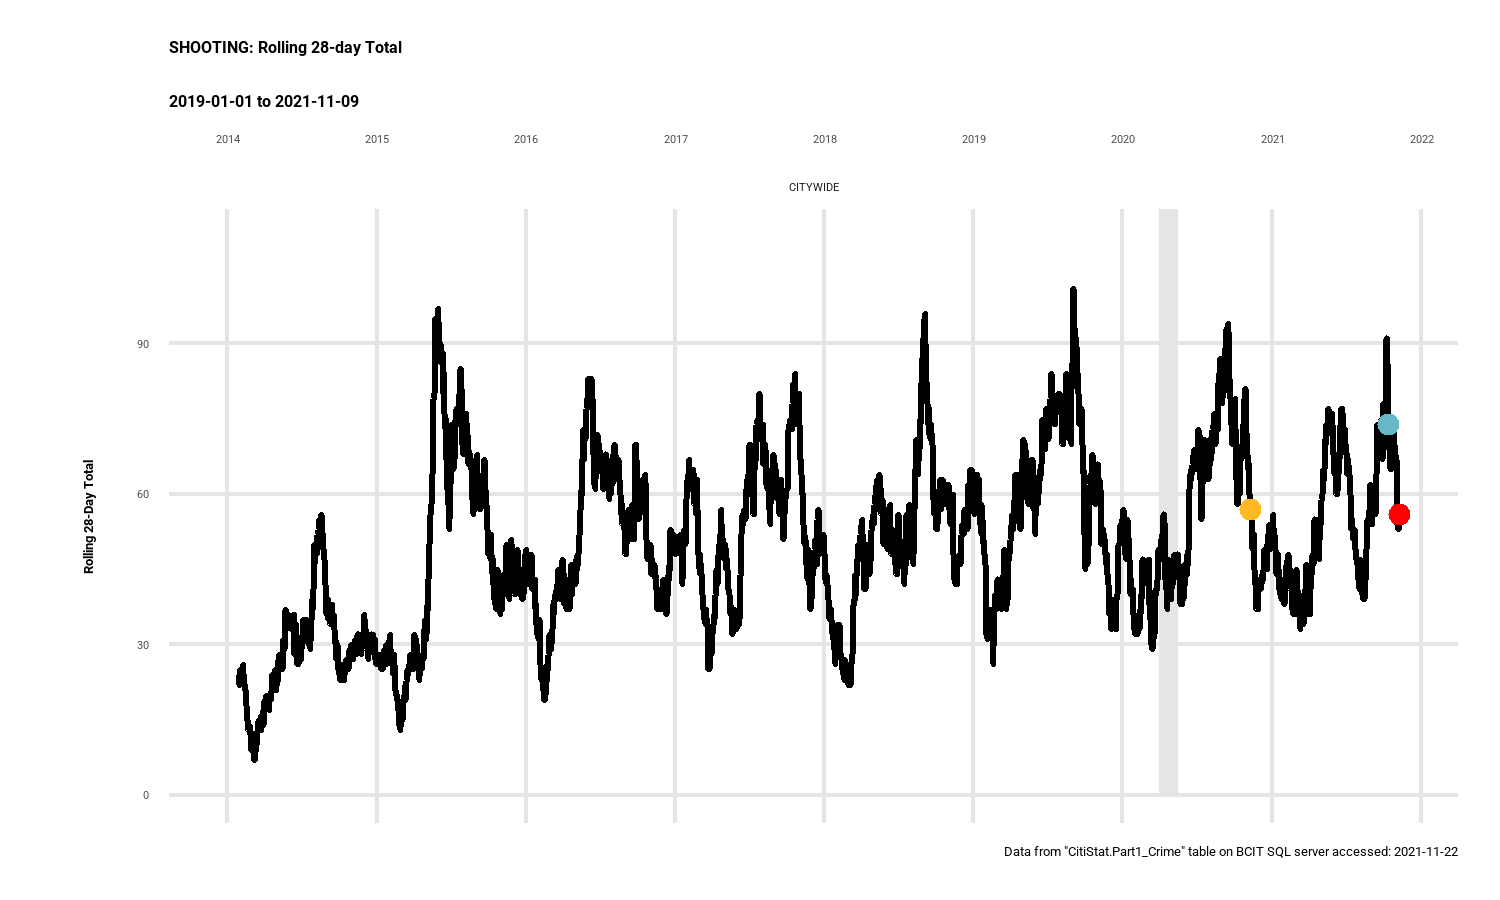 SHOOTING: Rolling 28-day Total
2019-01-01 to 2021-11-09
2014 2015 2016 2017 2018 2019 2020 2021 2022
CITYWIDE
90
60
30
0
Rolling 28-Day Total
Data from "CitiStat.Part1_Crime" table on BCIT SQL server accessed: 2021-11-22